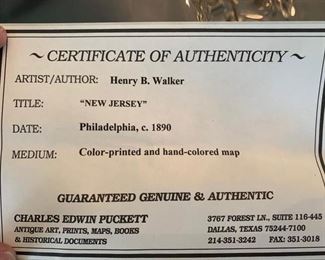 ~ CERTIFICATE OF AUTHENTICITY ~
ARTIST/AUTHOR: Henry B. Walker
TITLE: "NEW JERSEY"
DATE: Philadelphia, c. 1890
MEDIUM: Color-printed and hand-colored map
GUARANTEED GENUINE & AUTHENTIC
CHARLES EDWIN PUCKETT 3767 FOREST LN., SUITE 116-445
ANTIQUE ART, PRINTS, MAPS, BOOKS DALLAS, TEXAS 75244-7100
& HISTORICAL DOCUMENTS 214-351-3242 FAX: 351-3018